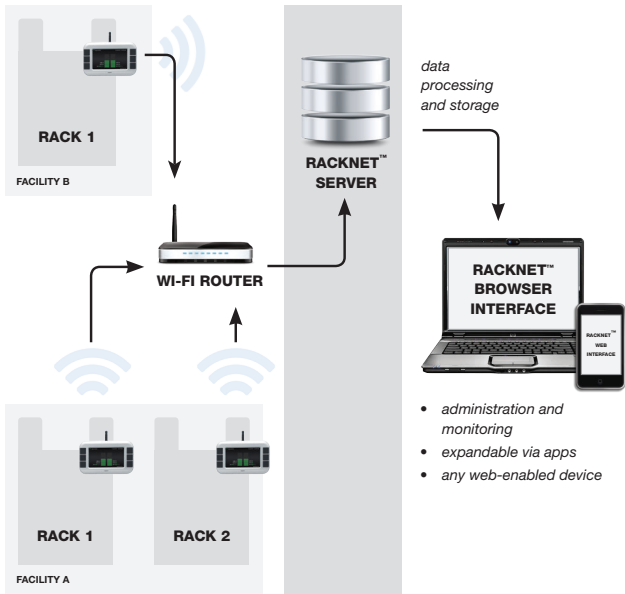 RACK 1
FACILITY B
RACKNET™
SERVER
data
processing
and storage
WI-FI ROUTER
RACKNET™
BROWSER
INTERFACE
RACKNET™
WEB
INTERFACE
• administration and
monitoring
• expandable via apps
• any web-enabled device
RACK 1
RACK 2
FACILITY A